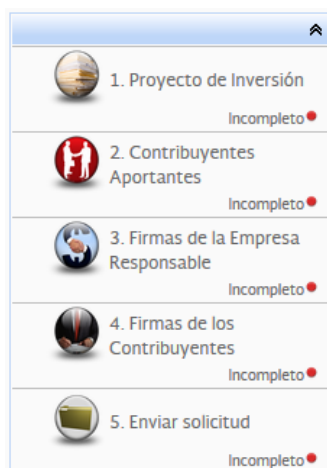 1. Proyecto de Inversión
Incompleto
2. Contribuyentes
Aportantes
Incompleto
3. Firmas de la Empresa
Responsable
Incompleto
4. Firmas de los
Contribuyentes
Incompleto
5. Enviar solicitud
Incompleto